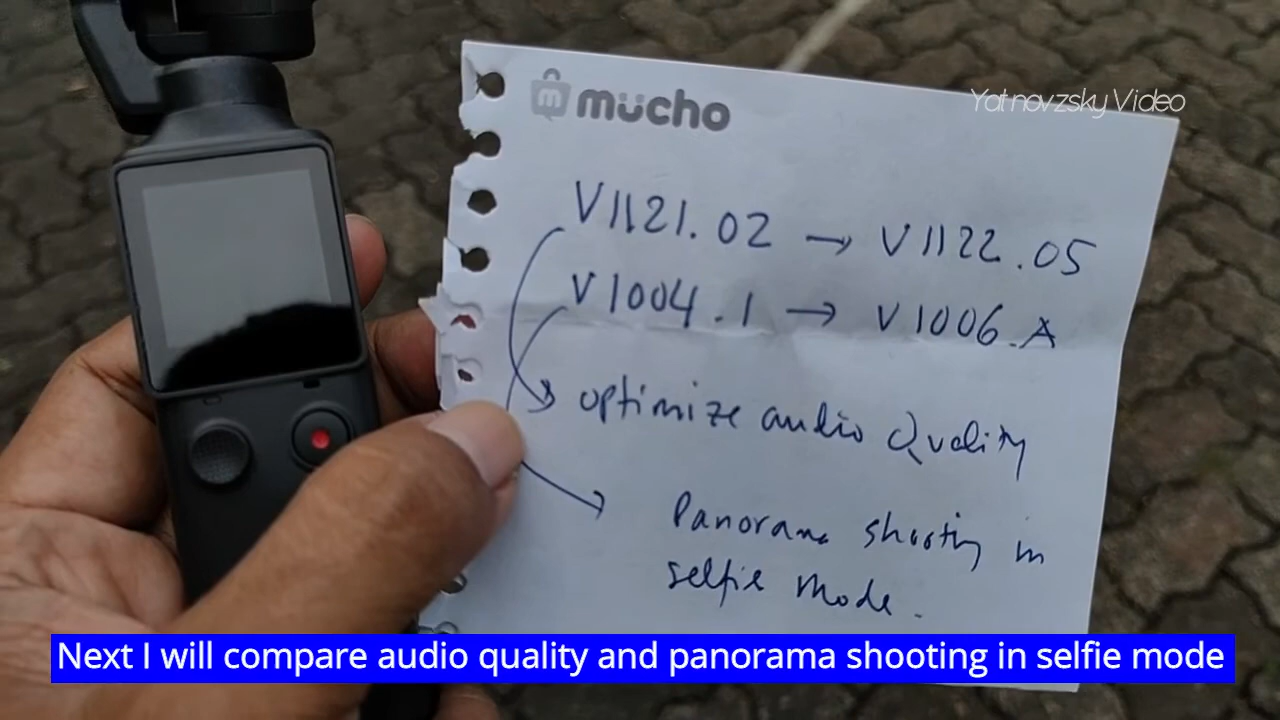 mücho
Yatnovzsky Video
V1121.02 → V1122.05
V1004.1 → V1006.A
optimize audio Quality
Panorama shooting in
selfie mode.
Next I will compare audio quality and panorama shooting in selfie mode